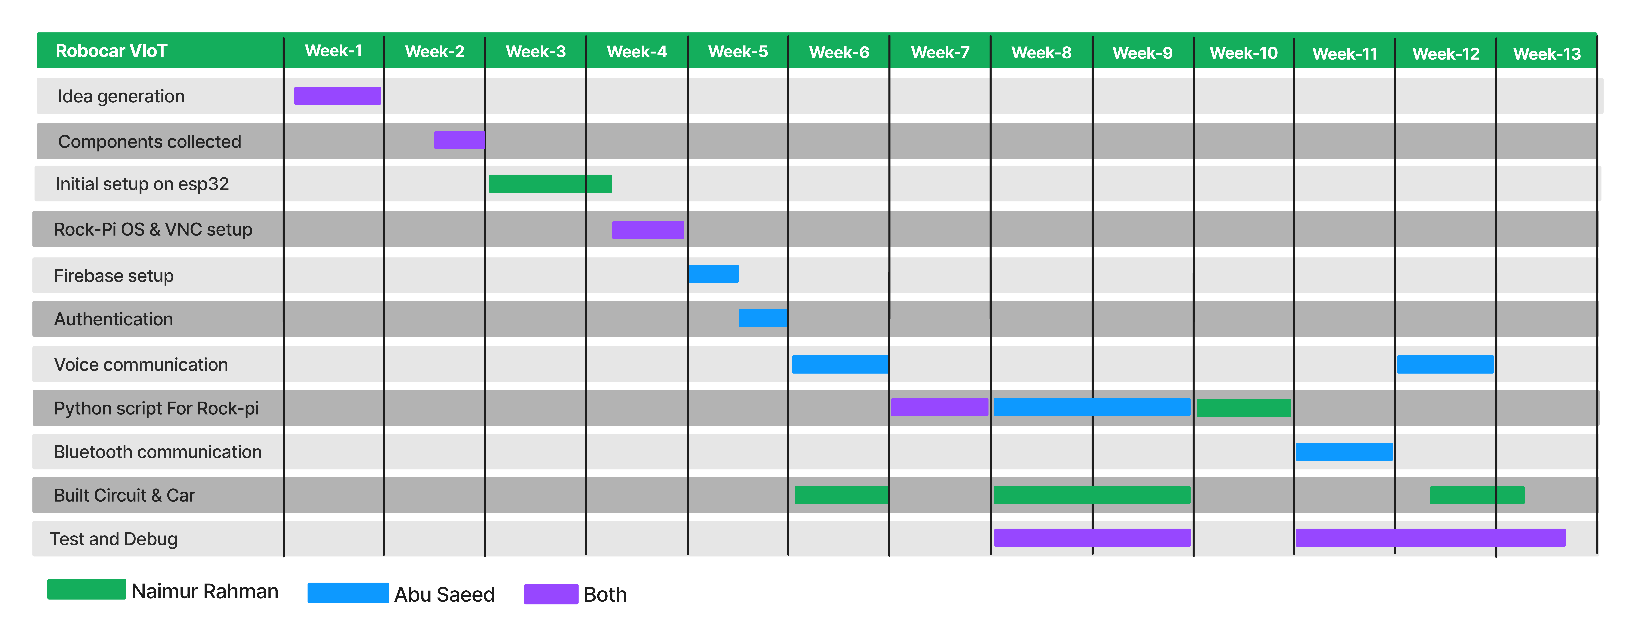 Robocar VIoT Week-1 Week-2 Week-3 Week-4 Week-5 Week-6 Week-7 Week-8 Week-9 Week-10 Week-11 Week-12 Week-13
Idea generation
Components collected
Initial setup on esp32
Rock-Pi OS & VNC setup
Firebase setup
Authentication
Voice communication
Python script For Rock-pi
Bluetooth communication
Built Circuit & Car
Test and Debug
Naimur Rahman Abu Saeed Both